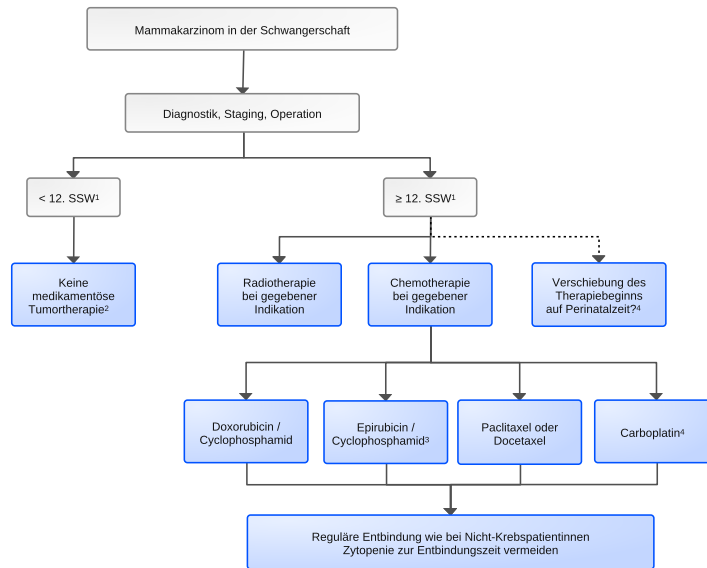 Mammakarzinom in der Schwangerschaft
Diagnostik, Staging, Operation
< 12. SSW¹
≥ 12. SSW¹
Keine
medikamentöse
Tumortherapie²
Radiotherapie
bei gegebener
Indikation
Chemotherapie
bei gegebener
Indikation
Verschiebung des
Therapiebeginns
auf Perinatalzeit?⁴
Doxorubicin /
Cyclophosphamid
Epirubicin /
Cyclophosphamid³
Paclitaxel oder
Docetaxel
Carboplatin⁴
Reguläre Entbindung wie bei Nicht-Krebspatientinnen
Zytopenie zur Entbindungszeit vermeiden